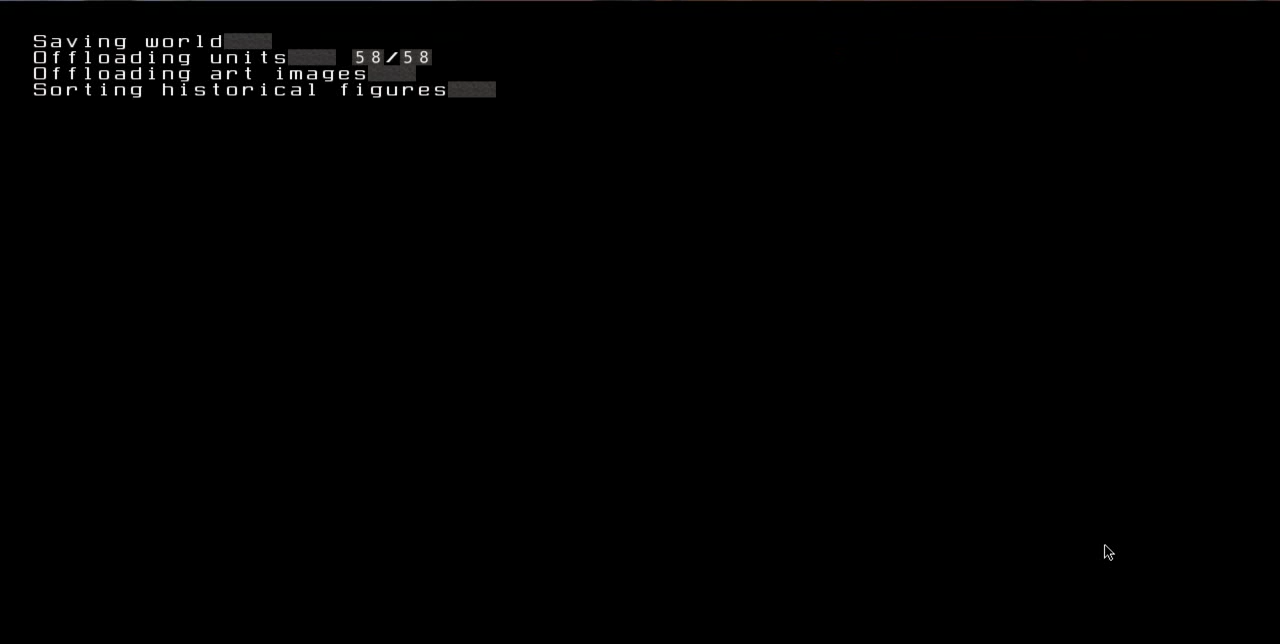 Saving world
Offloading units 58/58
Offloading art images
Sorting historical figures